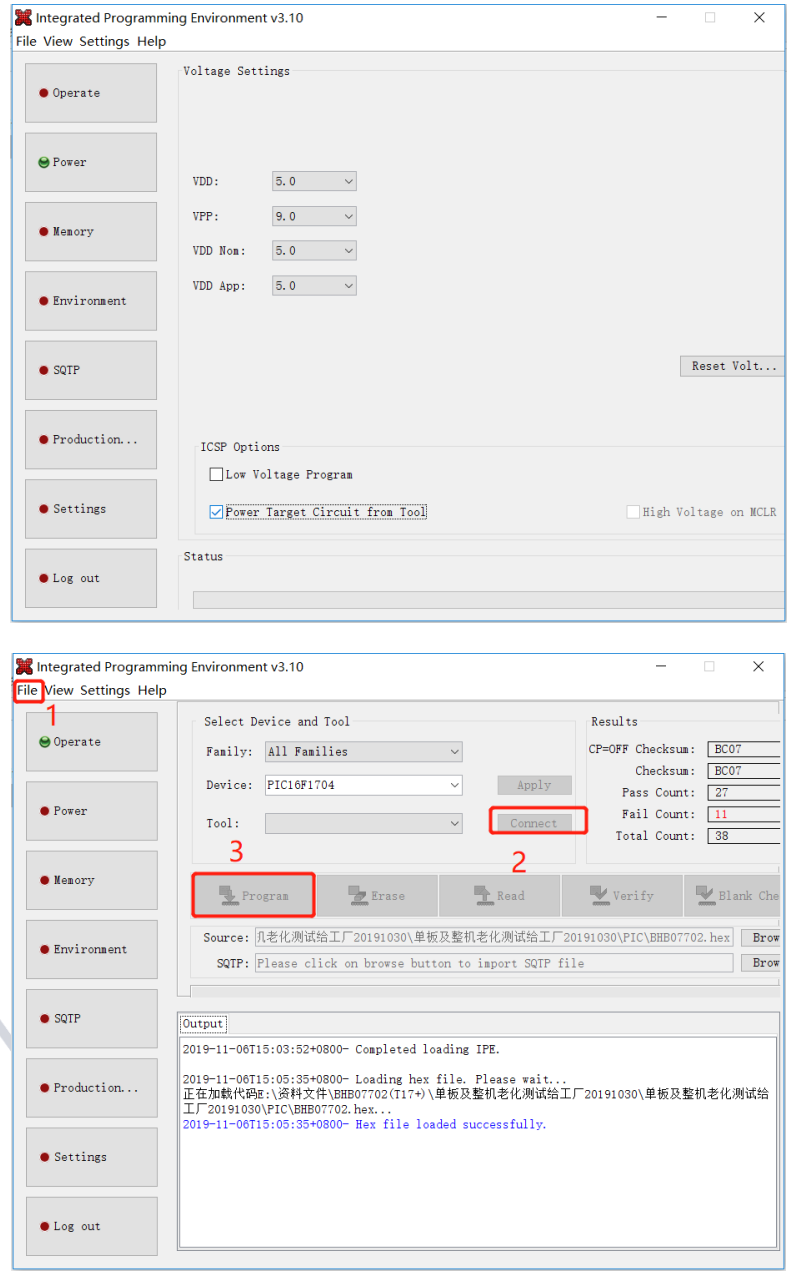 Integrated Programming Environment v3.10
File View Settings Help
Operate
Power
Memory
Environment
SQTP
Production...
Settings
Log out
Voltage Settings
VDD: 5.0
VPP: 9.0
VDD Nom: 5.0
VDD App: 5.0
Reset Volt...
ICSP Options
Low Voltage Program
Power Target Circuit from Tool
High Voltage on MCLR
Status
Integrated Programming Environment v3.10
File View Settings Help
1
Operate
Power
Memory
Environment
SQTP
Production...
Settings
Log out
Select Device and Tool
Family: All Families
Device: PIC16F1704 Apply
Tool: Connect
3 2
Results
CP=OFF Checksum: BC07
Checksum: BC07
Pass Count: 27
Fail Count: 11
Total Count: 38
Program Erase Read Verify Blank Che
Source: 几老化测试给工厂20191030\单板及整机老化测试给工厂20191030\PIC\BHB07702.hex Brow
SQTP: Please click on browse button to import SQTP file Brow
Output
2019-11-06T15:03:52+0800- Completed loading IPE.
2019-11-06T15:05:35+0800- Loading hex file. Please wait...
正在加载代码E:\资料文件\BHB07702(T17+)\单板及整机老化测试给工厂20191030\单板及整机老化测试给
工厂20191030\PIC\BHB07702.hex...
2019-11-06T15:05:35+0800- Hex file loaded successfully.